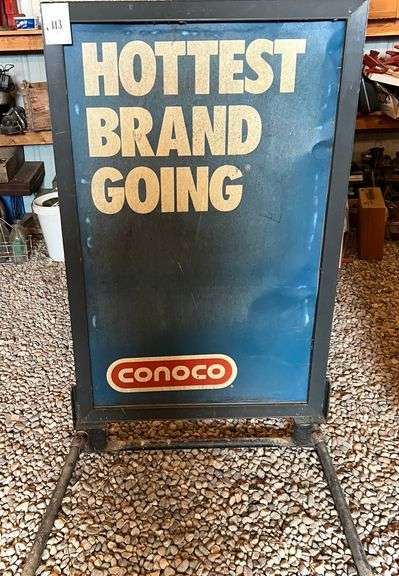 113
HOTTEST
BRAND
GOING
conoco